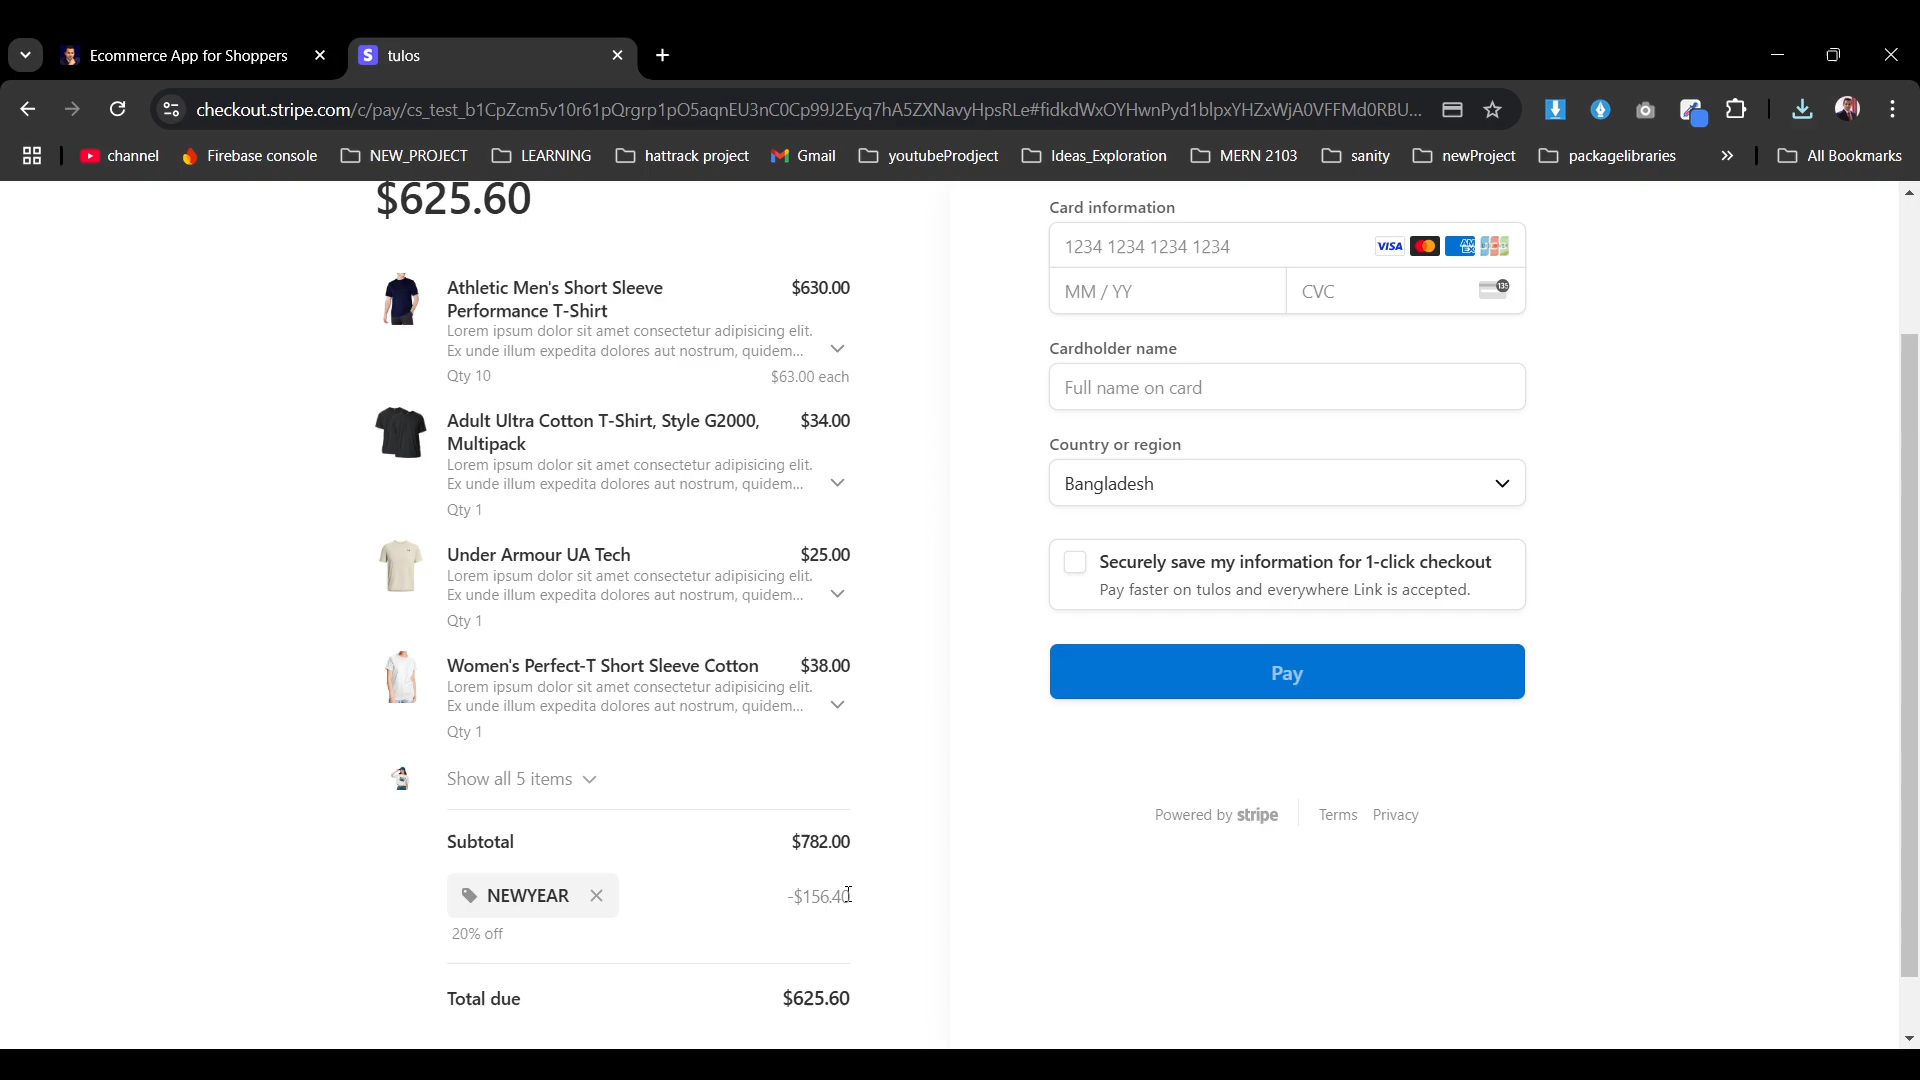 Ecommerce App for Shoppers
tulos
checkout.stripe.com/c/pay/cs_test_b1CpZcm5v10r61pQrgrp1pO5aqnEU3nC0Cp99J2Eyq7hA5ZXNavyHpsRLe#fidkdWxOYHwnPyd1blpxYHZxWjA0VFFMd0RBU...
channel
Firebase console
NEW_PROJECT
LEARNING
hattrack project
Gmail
youtubeProdject
Ideas_Exploration
MERN 2103
sanity
newProject
packagelibraries
All Bookmarks
$625.60
Athletic Men's Short Sleeve $630.00
Performance T-Shirt
Lorem ipsum dolor sit amet consectetur adipisicing elit.
Ex unde illum expedita dolores aut nostrum, quidem...
Qty 10 $63.00 each
Adult Ultra Cotton T-Shirt, Style G2000, $34.00
Multipack
Lorem ipsum dolor sit amet consectetur adipisicing elit.
Ex unde illum expedita dolores aut nostrum, quidem...
Qty 1
Under Armour UA Tech $25.00
Lorem ipsum dolor sit amet consectetur adipisicing elit.
Ex unde illum expedita dolores aut nostrum, quidem...
Qty 1
Women's Perfect-T Short Sleeve Cotton $38.00
Lorem ipsum dolor sit amet consectetur adipisicing elit.
Ex unde illum expedita dolores aut nostrum, quidem...
Qty 1
Show all 5 items
Subtotal $782.00
NEWYEAR -$156.40
20% off
Total due $625.60
Card information
1234 1234 1234 1234 VISA
MM / YY CVC 135
Cardholder name
Full name on card
Country or region
Bangladesh
Securely save my information for 1-click checkout
Pay faster on tulos and everywhere Link is accepted.
Pay
Powered by stripe
Terms Privacy